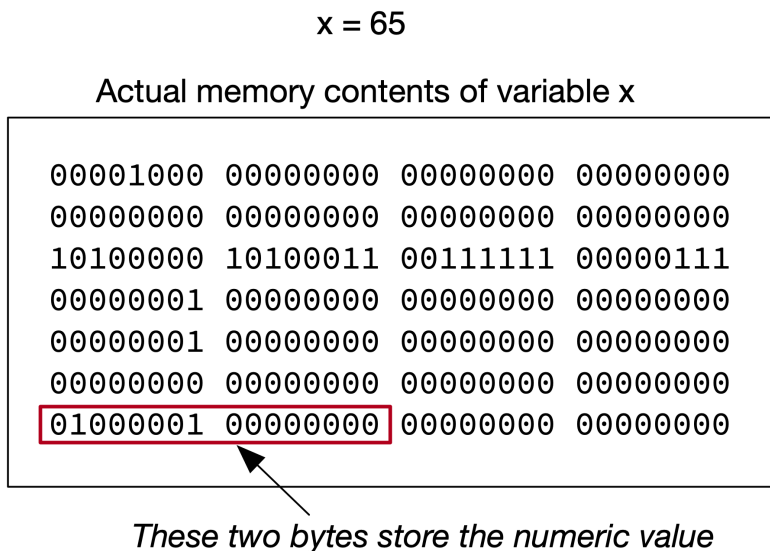 x = 65
Actual memory contents of variable x
00001000 00000000 00000000 00000000
00000000 00000000 00000000 00000000
10100000 10100011 00111111 00000111
00000001 00000000 00000000 00000000
00000001 00000000 00000000 00000000
00000000 00000000 00000000 00000000
01000001 00000000 00000000 00000000
These two bytes store the numeric value